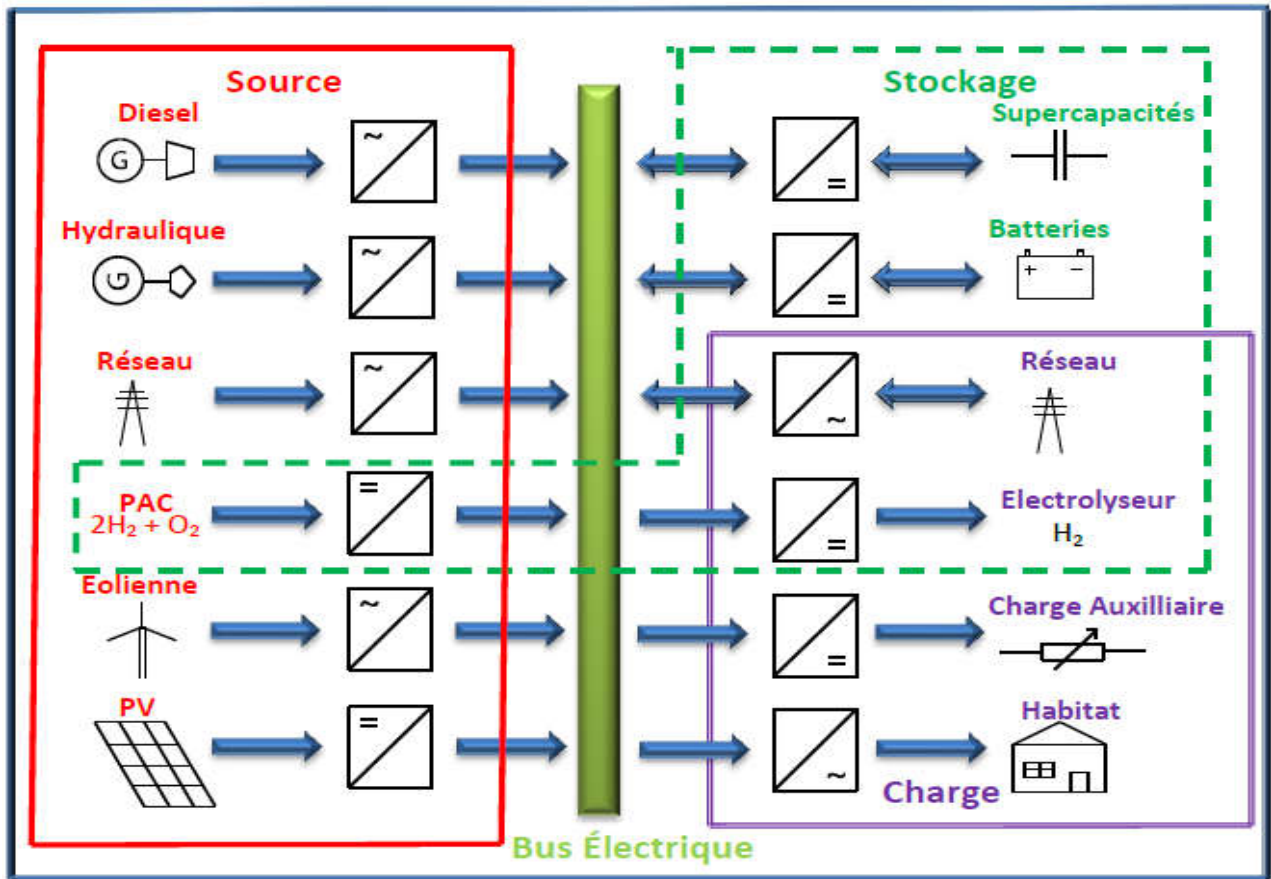 Source
Diesel
G
~
Hydraulique
G
~
Réseau
~
PAC
2H₂ + O₂
=
Eolienne
~
PV
=
Bus Électrique
Stockage
Supercapacités
=
Batteries
+ −
=
Réseau
~
Electrolyseur
H₂
=
Charge Auxilliaire
=
Habitat
~
Charge